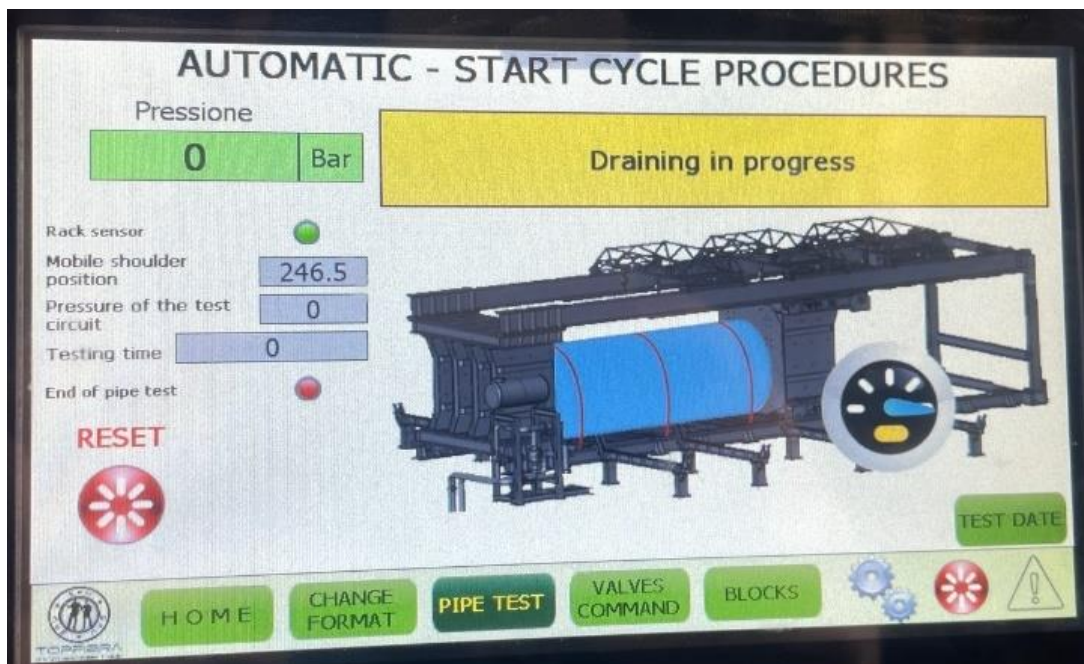 AUTOMATIC - START CYCLE PROCEDURES
Pressione
0 Bar
Draining in progress
Rack sensor
Mobile shoulder
position
246.5
Pressure of the test
circuit
0
Testing time
0
End of pipe test
RESET
TEST DATE
HOME
CHANGE
FORMAT
PIPE TEST
VALVES
COMMAND
BLOCKS
TOPFIBRA